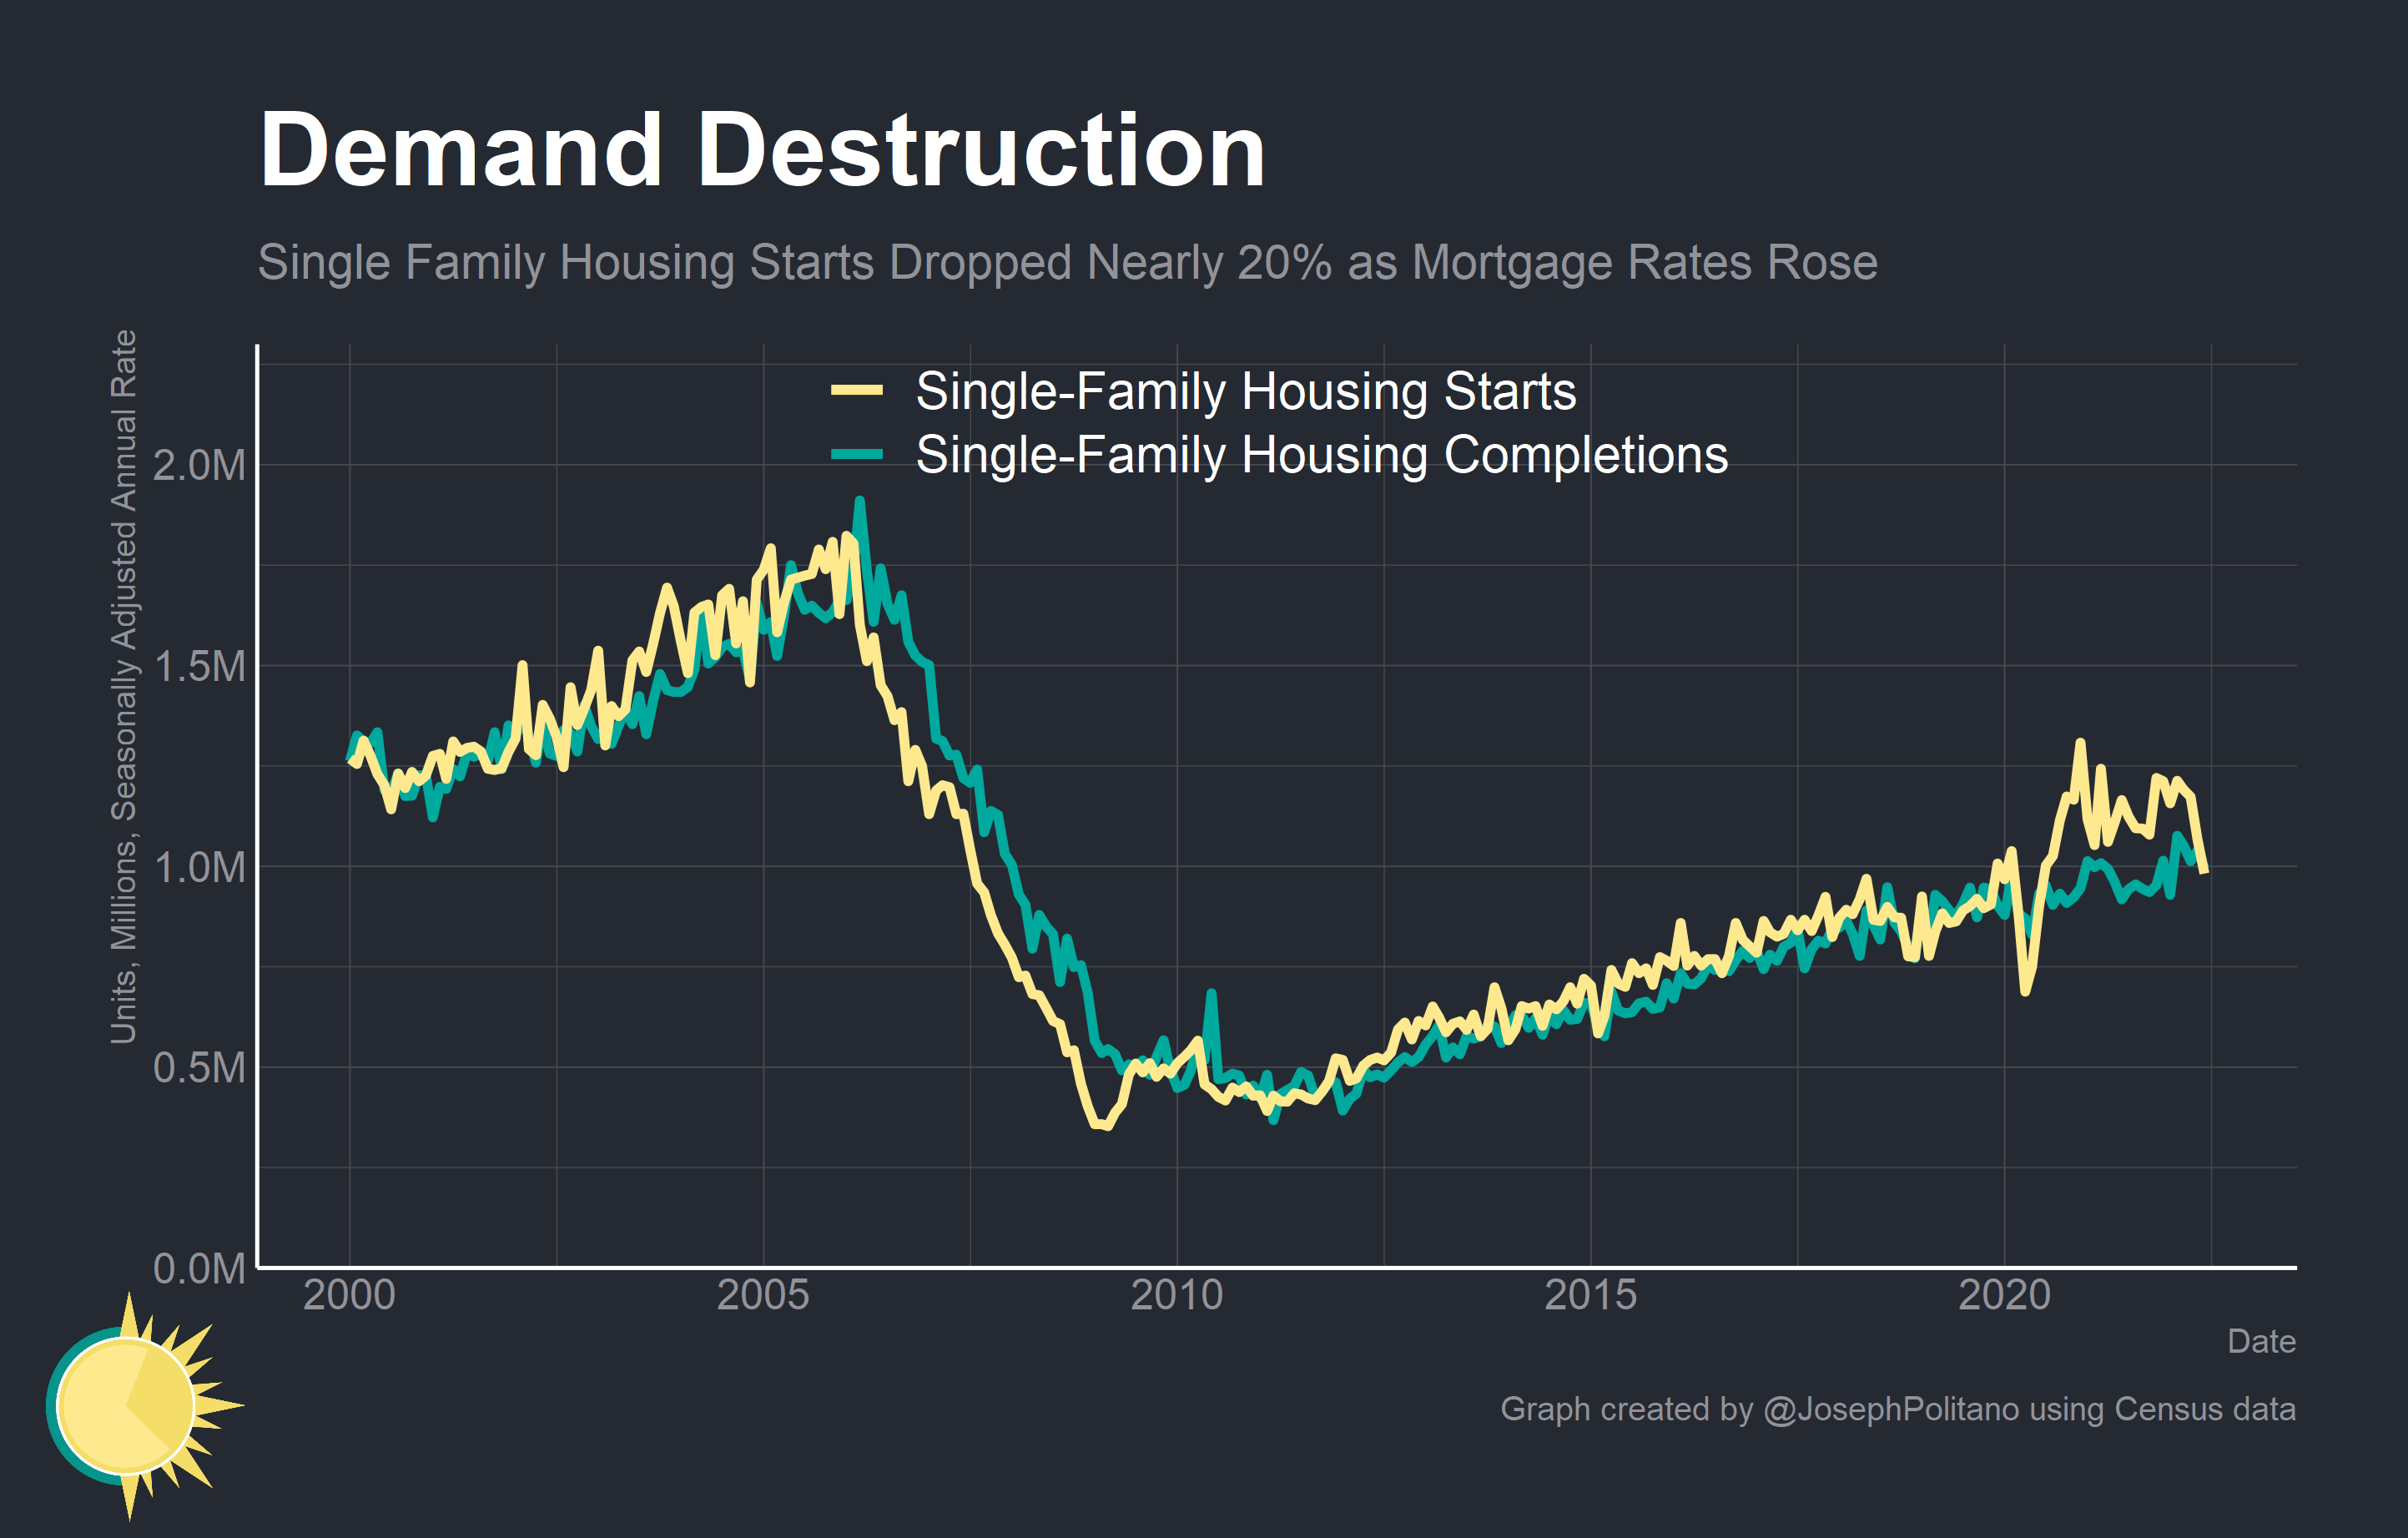 Demand Destruction
Single Family Housing Starts Dropped Nearly 20% as Mortgage Rates Rose
Units, Millions, Seasonally Adjusted Annual Rate
Single-Family Housing Starts
Single-Family Housing Completions
2.0M
1.5M
1.0M
0.5M
0.0M
2000 2005 2010 2015 2020
Date
Graph created by @JosephPolitano using Census data